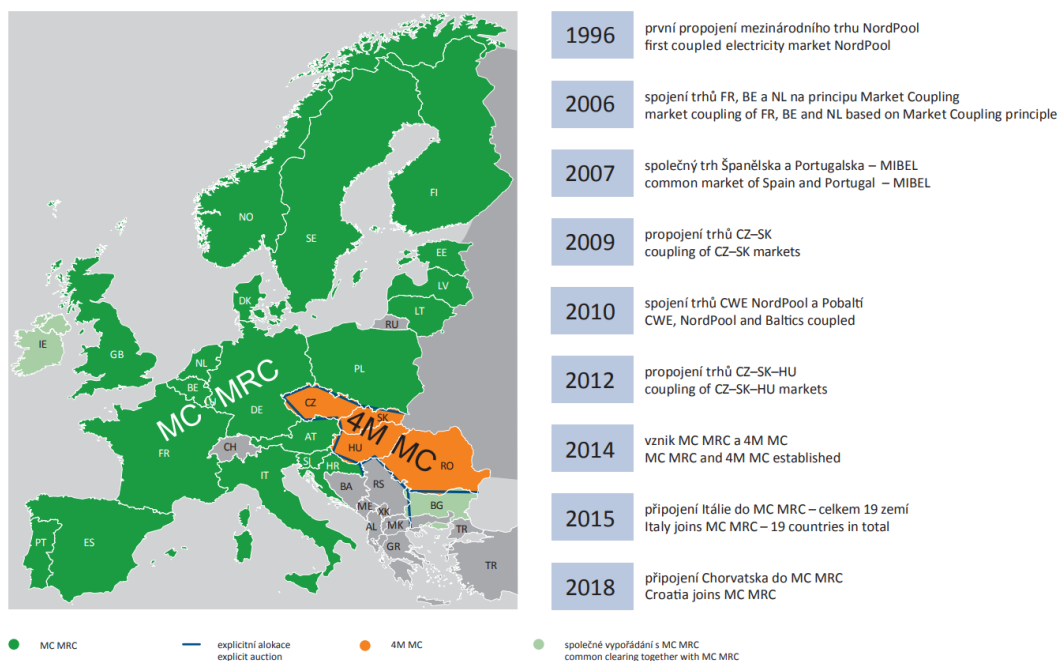 NO
SE
FI
EE
LV
LT
RU
DK
IE
GB
NL
BE
LU
DE
PL
MC MRC
CZ
SK
4M MC
FR
CH
AT
HU
RO
SI
HR
IT
BA
RS
ME
XK
BG
AL
MK
TR
GR
TR
PT
ES
1996
první propojení mezinárodního trhu NordPool
first coupled electricity market NordPool
2006
spojení trhů FR, BE a NL na principu Market Coupling
market coupling of FR, BE and NL based on Market Coupling principle
2007
společný trh Španělska a Portugalska – MIBEL
common market of Spain and Portugal – MIBEL
2009
propojení trhů CZ–SK
coupling of CZ–SK markets
2010
spojení trhů CWE NordPool a Pobaltí
CWE, NordPool and Baltics coupled
2012
propojení trhů CZ–SK–HU
coupling of CZ–SK–HU markets
2014
vznik MC MRC a 4M MC
MC MRC and 4M MC established
2015
připojení Itálie do MC MRC – celkem 19 zemí
Italy joins MC MRC – 19 countries in total
2018
připojení Chorvatska do MC MRC
Croatia joins MC MRC
MC MRC
explicitní alokace
explicit auction
4M MC
společné vypořádání s MC MRC
common clearing together with MC MRC